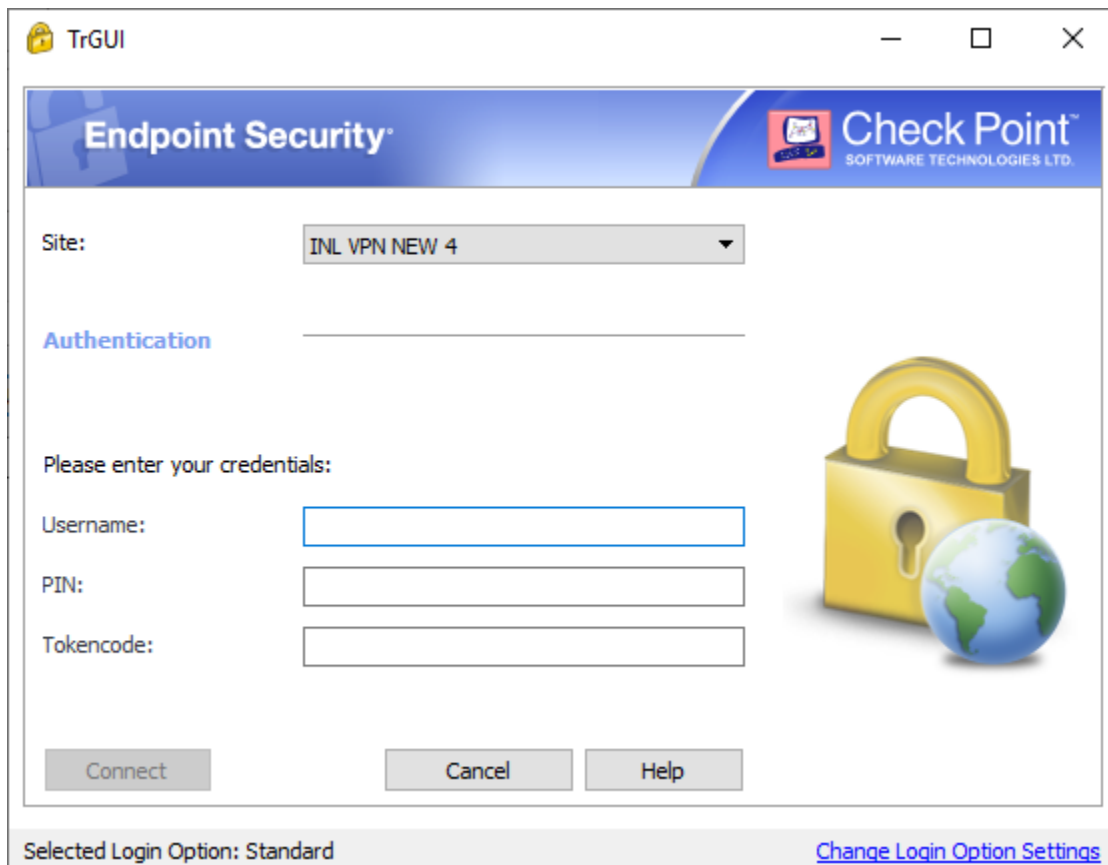 TrGUI
Endpoint Security
Check Point™
SOFTWARE TECHNOLOGIES LTD.
Site:
INL VPN NEW 4
Authentication
Please enter your credentials:
Username:
PIN:
Tokencode:
Connect
Cancel
Help
Selected Login Option: Standard
Change Login Option Settings